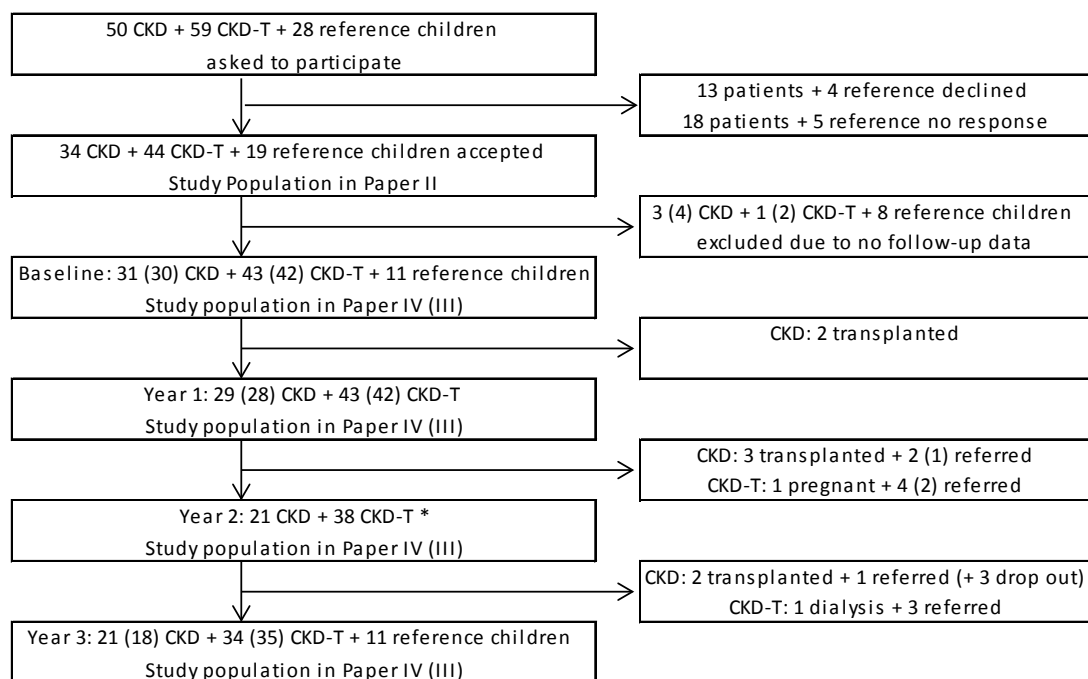 50 CKD + 59 CKD-T + 28 reference children
asked to participate
13 patients + 4 reference declined
18 patients + 5 reference no response
34 CKD + 44 CKD-T + 19 reference children accepted
Study Population in Paper II
3 (4) CKD + 1 (2) CKD-T + 8 reference children
excluded due to no follow-up data
Baseline: 31 (30) CKD + 43 (42) CKD-T + 11 reference children
Study population in Paper IV (III)
CKD: 2 transplanted
Year 1: 29 (28) CKD + 43 (42) CKD-T
Study population in Paper IV (III)
CKD: 3 transplanted + 2 (1) referred
CKD-T: 1 pregnant + 4 (2) referred
Year 2: 21 CKD + 38 CKD-T *
Study population in Paper IV (III)
CKD: 2 transplanted + 1 referred (+ 3 drop out)
CKD-T: 1 dialysis + 3 referred
Year 3: 21 (18) CKD + 34 (35) CKD-T + 11 reference children
Study population in Paper IV (III)